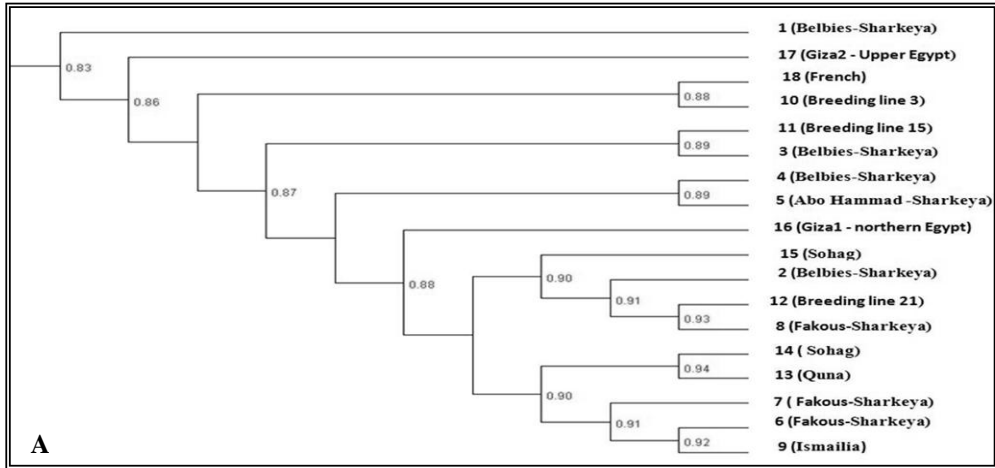 1 (Belbies-Sharkeya)
0.83
17 (Giza2 - Upper Egypt)
0.86
18 (French)
0.88
10 (Breeding line 3)
11 (Breeding line 15)
0.89
3 (Belbies-Sharkeya)
0.87
4 (Belbies-Sharkeya)
0.89
5 (Abo Hammad -Sharkeya)
16 (Giza1 - northern Egypt)
0.88
15 (Sohag)
0.90
2 (Belbies-Sharkeya)
0.91
12 (Breeding line 21)
0.93
8 (Fakous-Sharkeya)
14 ( Sohag)
0.94
13 (Quna)
0.90
7 ( Fakous-Sharkeya)
0.91
6 (Fakous-Sharkeya)
0.92
9 (Ismailia)
A